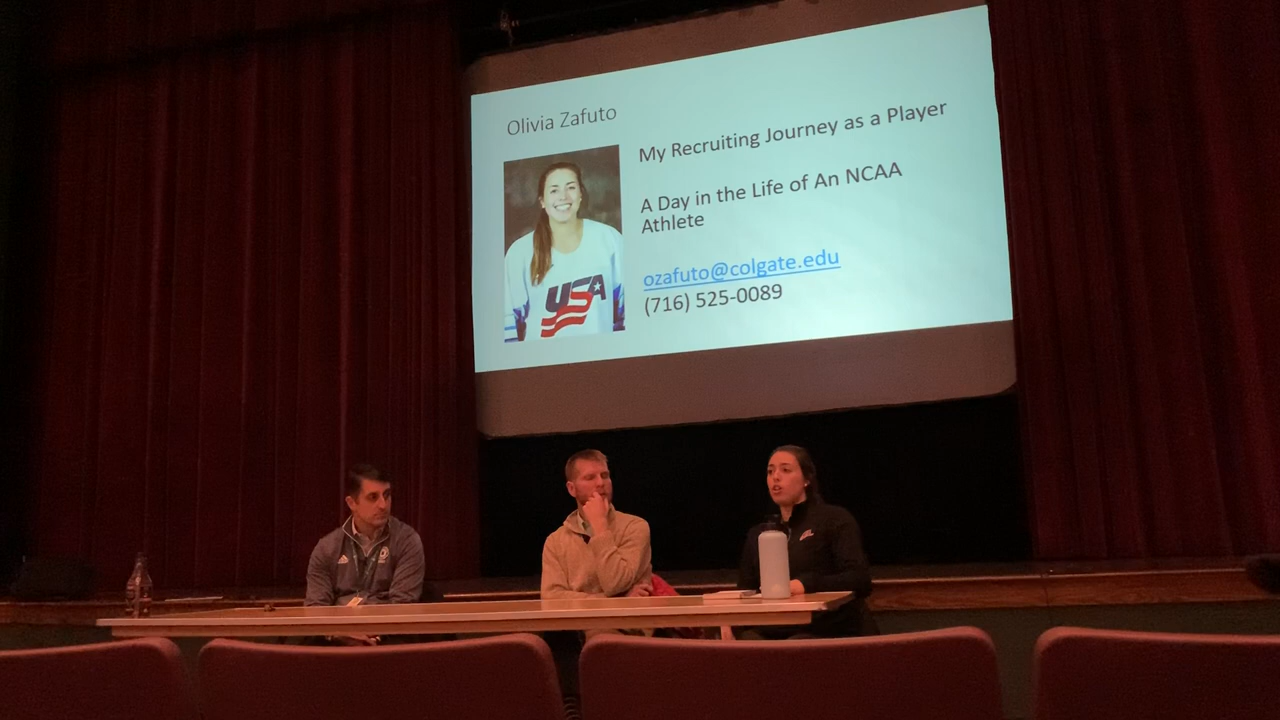 Olivia Zafuto
My Recruiting Journey as a Player
A Day in the Life of An NCAA
Athlete
ozafuto@colgate.edu
(716) 525-0089
USA